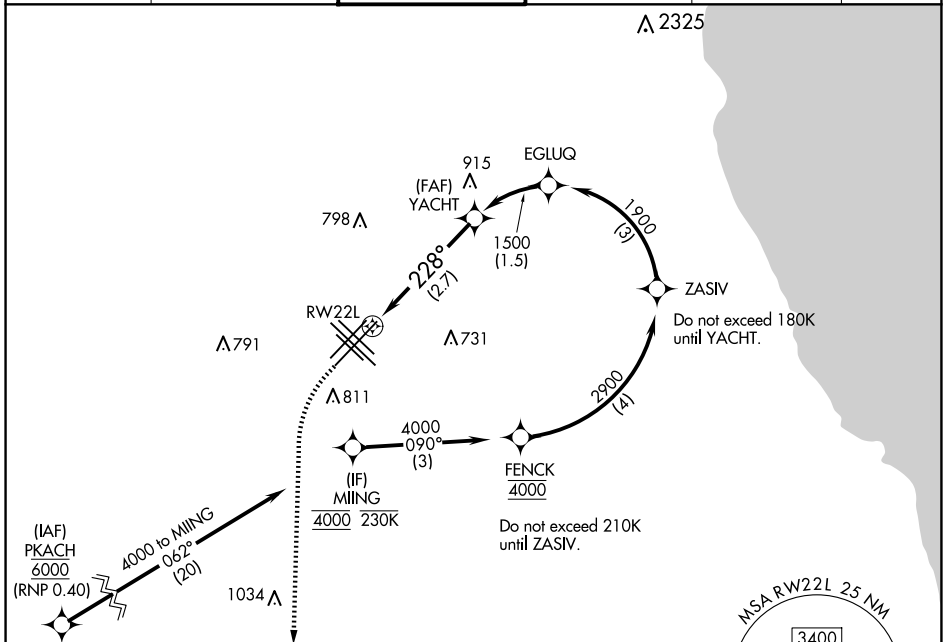 2325
EGLUQ
915
(FAF)
YACHT
798
1500
(1.5)
1900
(3)
228°
(2.7)
ZASIV
RW22L
Do not exceed 180K
until YACHT.
791
731
811
2900
(4)
4000
090°
(3)
(IF)
MIING
4000 230K
FENCK
4000
Do not exceed 210K
until ZASIV.
(IAF)
PKACH
6000
(RNP 0.40)
4000 to MIING
062°
(20)
1034
MSA RW22L 25 NM
3400